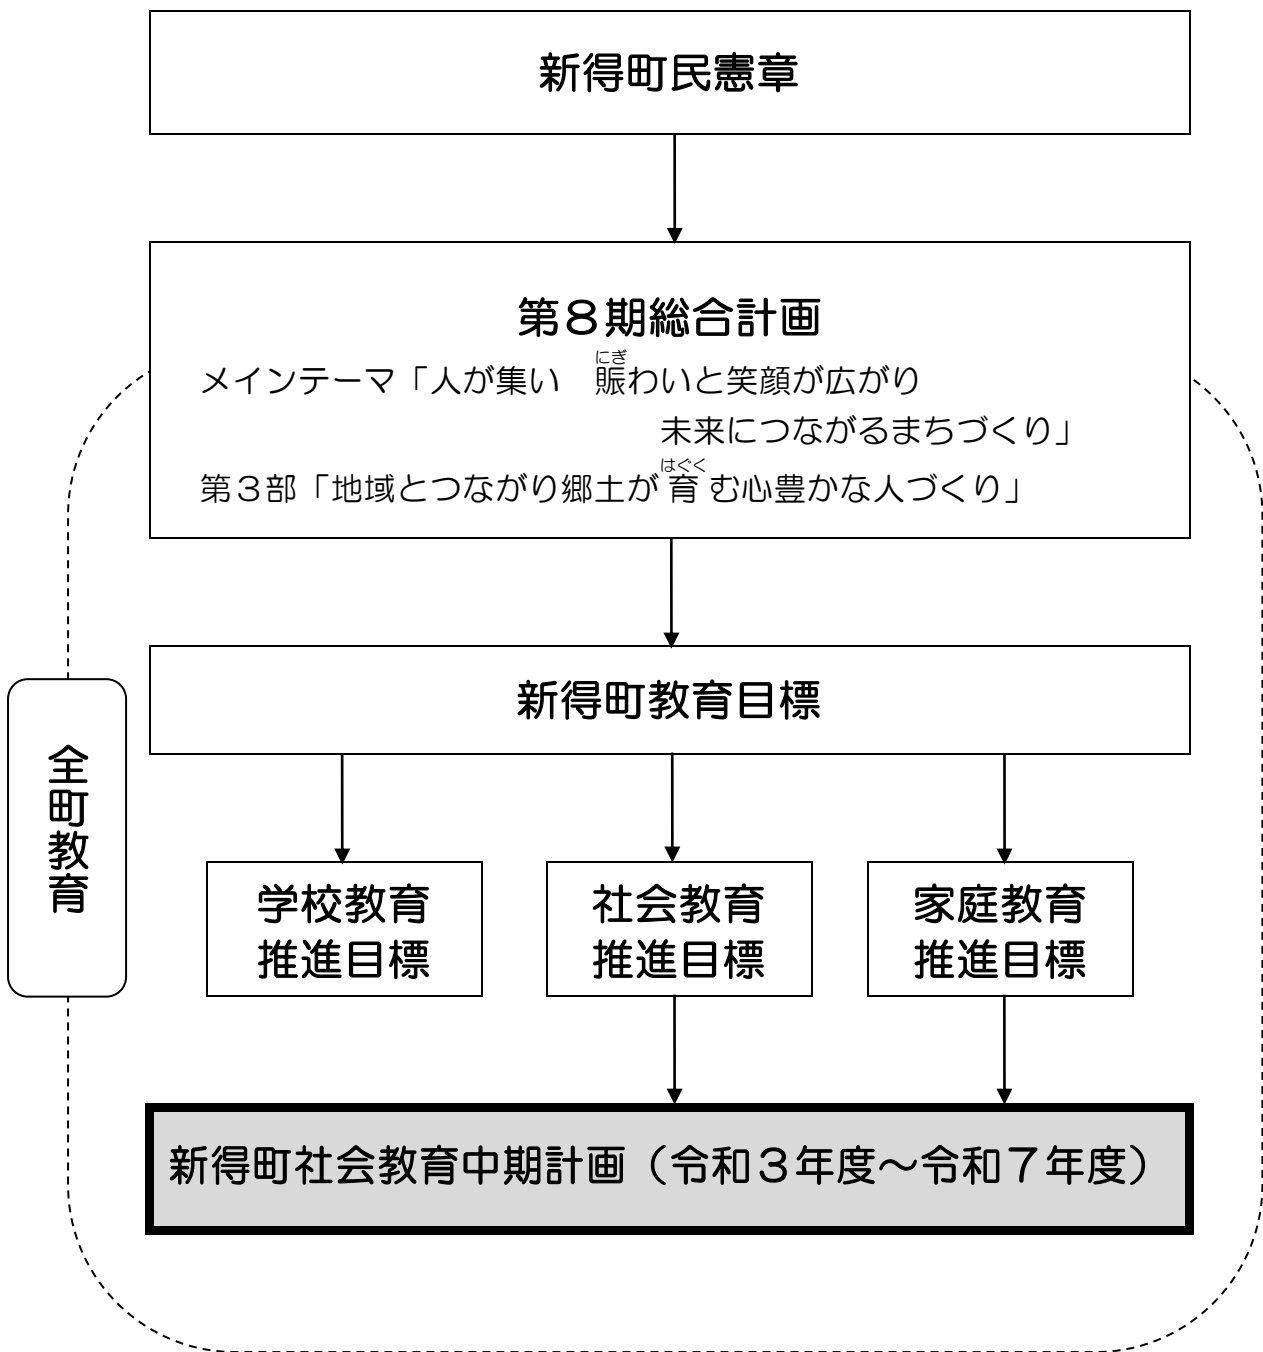 新得町民憲章
第８期総合計画
にぎ
メインテーマ「人が集い　賑わいと笑顔が広がり
未来につながるまちづくり」
はぐく
第３部「地域とつながり郷土が育む心豊かな人づくり」
新得町教育目標
全町教育
学校教育
推進目標
社会教育
推進目標
家庭教育
推進目標
新得町社会教育中期計画（令和３年度～令和７年度）